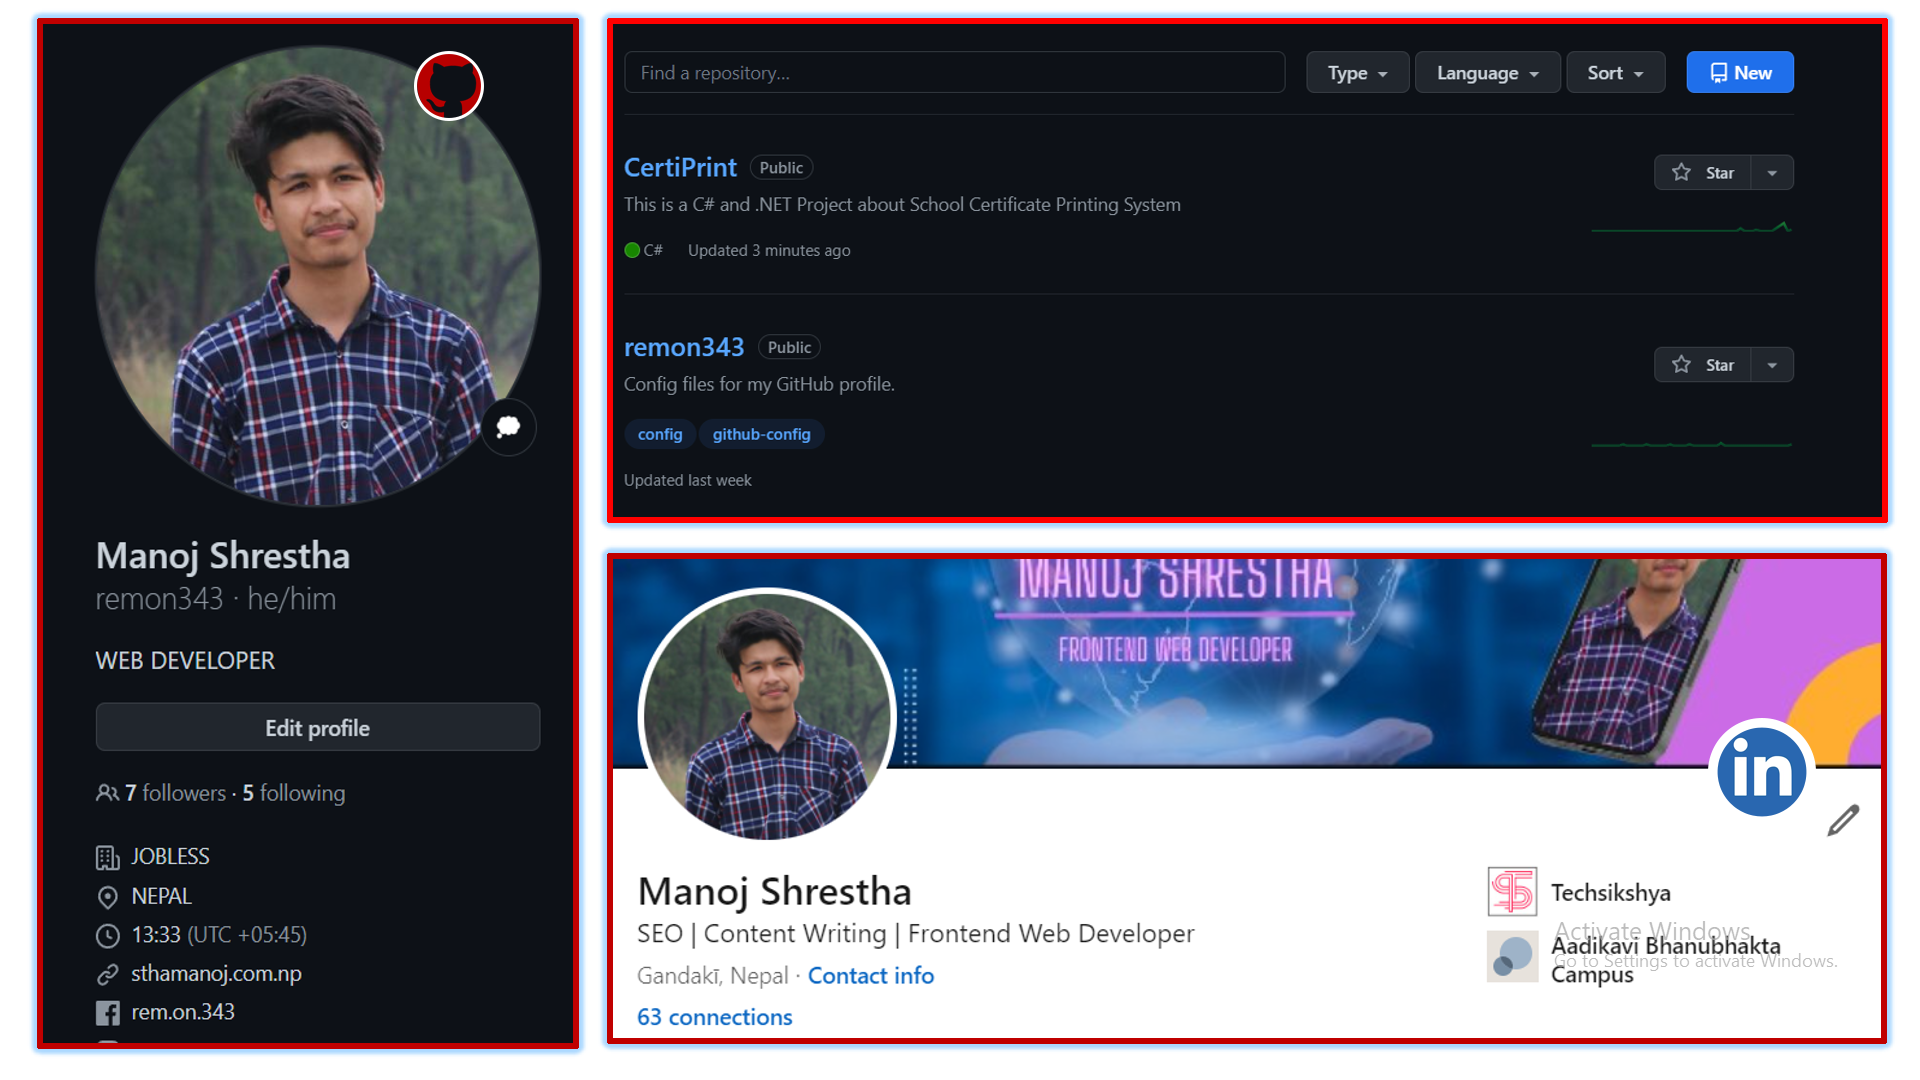 Manoj Shrestha
remon343 · he/him
WEB DEVELOPER
Edit profile
7 followers · 5 following
JOBLESS
NEPAL
13:33 (UTC +05:45)
sthamanoj.com.np
rem.on.343
Find a repository...
Type
Language
Sort
New
CertiPrint Public
Star
This is a C# and .NET Project about School Certificate Printing System
C# Updated 3 minutes ago
remon343 Public
Star
Config files for my GitHub profile.
config github-config
Updated last week
MANOJ SHRESTHA
FRONTEND WEB DEVELOPER
in
Manoj Shrestha
SEO | Content Writing | Frontend Web Developer
Gandakī, Nepal · Contact info
63 connections
Techsikshya
Aadikavi Bhanubhakta
Campus
Activate Windows
Go to Settings to activate Windows.